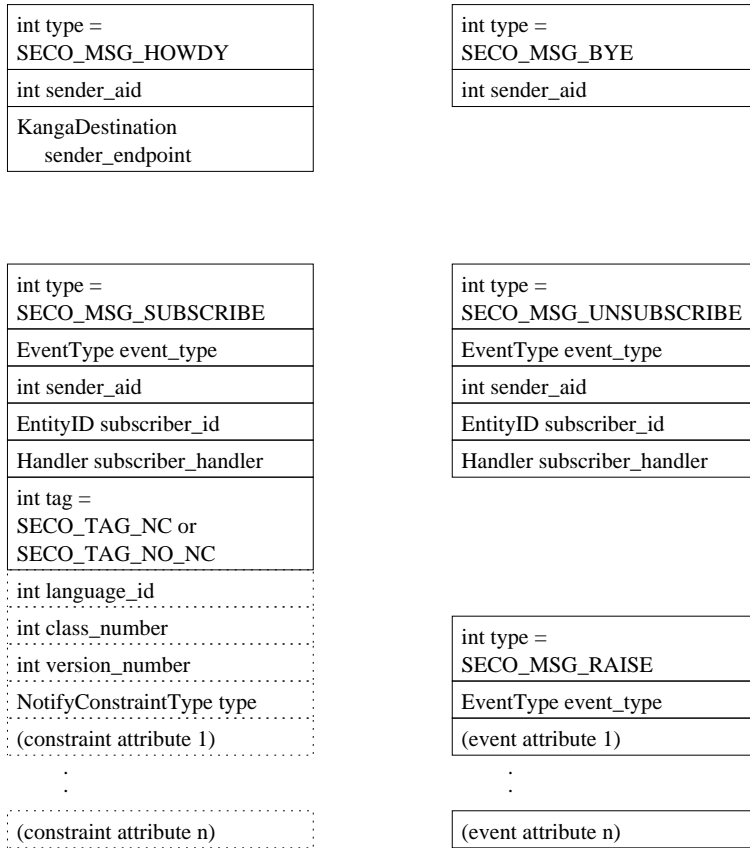 int type =
SECO_MSG_HOWDY
int sender_aid
KangaDestination
sender_endpoint
int type =
SECO_MSG_BYE
int sender_aid
int type =
SECO_MSG_SUBSCRIBE
EventType event_type
int sender_aid
EntityID subscriber_id
Handler subscriber_handler
int tag =
SECO_TAG_NC or
SECO_TAG_NO_NC
int language_id
int class_number
int version_number
NotifyConstraintType type
(constraint attribute 1)
.
.
(constraint attribute n)
int type =
SECO_MSG_UNSUBSCRIBE
EventType event_type
int sender_aid
EntityID subscriber_id
Handler subscriber_handler
int type =
SECO_MSG_RAISE
EventType event_type
(event attribute 1)
.
.
(event attribute n)